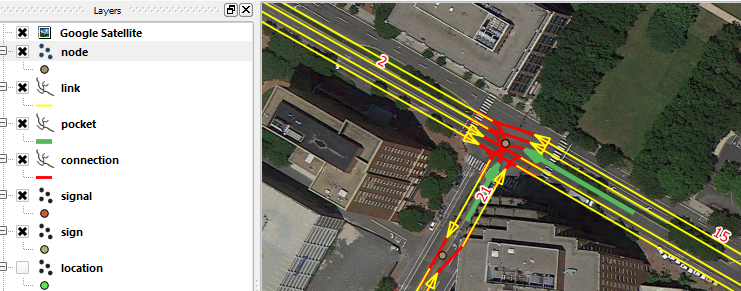 Layers
Google Satellite
node
link
pocket
connection
signal
sign
location
2
21
15